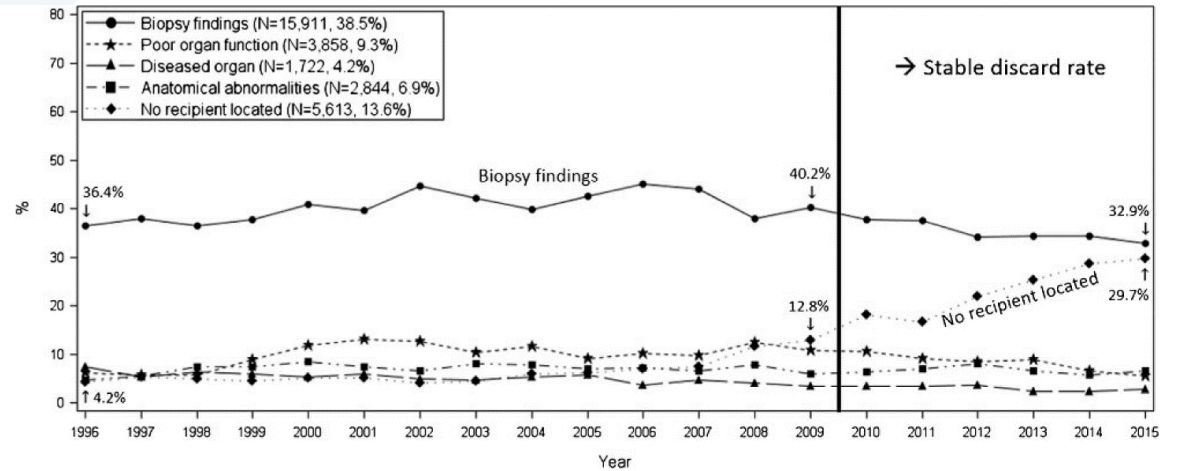 Biopsy findings (N=15,911, 38.5%)
Poor organ function (N=3,858, 9.3%)
Diseased organ (N=1,722, 4.2%)
Anatomical abnormalities (N=2,844, 6.9%)
No recipient located (N=5,613, 13.6%)
→ Stable discard rate
80
70
60
50
40
30
20
10
0
%
36.4%
↓
Biopsy findings
40.2%
↓
32.9%
↓
12.8%
↓
No recipient located
↑
29.7%
↑ 4.2%
1996 1997 1998 1999 2000 2001 2002 2003 2004 2005 2006 2007 2008 2009 2010 2011 2012 2013 2014 2015
Year